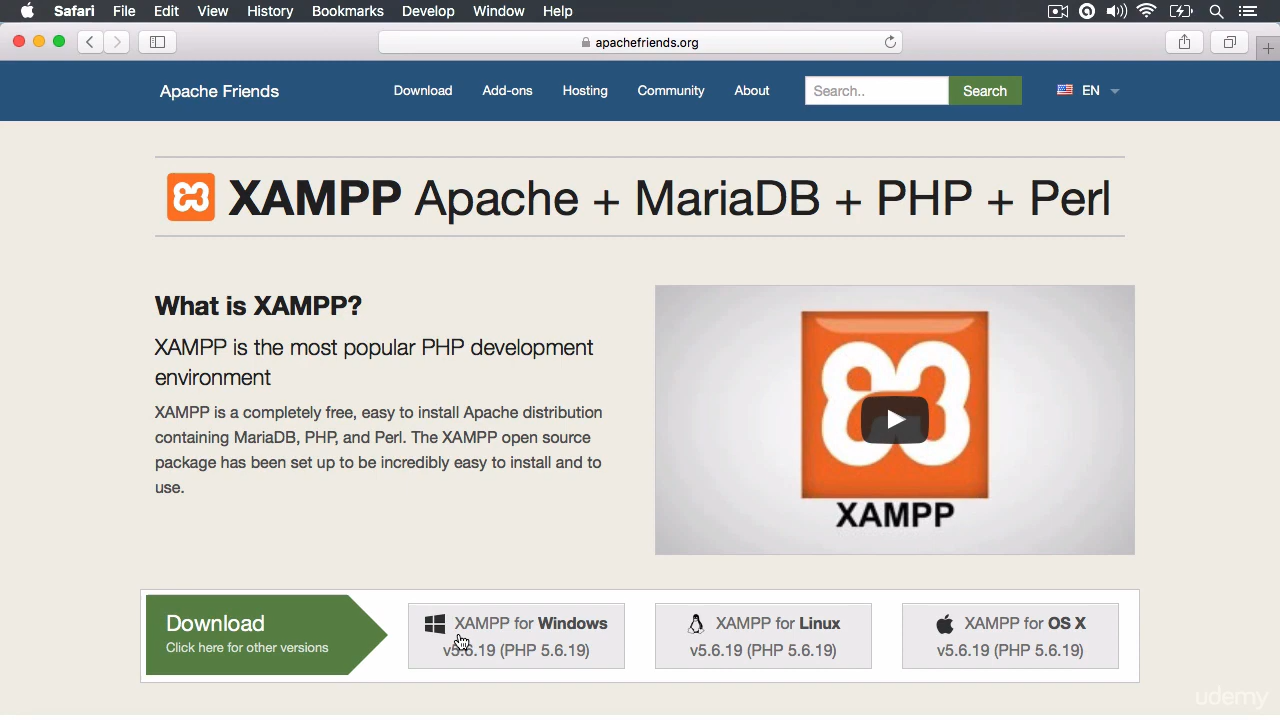 Safari File Edit View History Bookmarks Develop Window Help
apachefriends.org
Apache Friends Download Add-ons Hosting Community About Search.. Search EN
XAMPP Apache + MariaDB + PHP + Perl
What is XAMPP?
XAMPP is the most popular PHP development
environment
XAMPP is a completely free, easy to install Apache distribution
containing MariaDB, PHP, and Perl. The XAMPP open source
package has been set up to be incredibly easy to install and to
use.
XAMPP
Download
Click here for other versions
XAMPP for Windows
v5.6.19 (PHP 5.6.19)
XAMPP for Linux
v5.6.19 (PHP 5.6.19)
XAMPP for OS X
v5.6.19 (PHP 5.6.19)
udemy